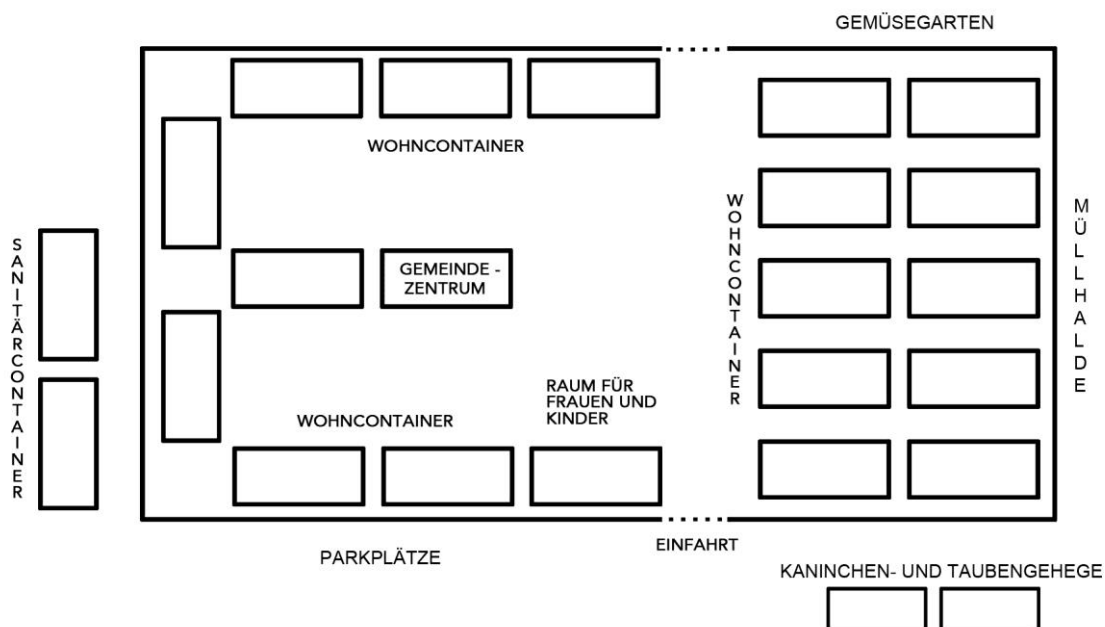 GEMÜSEGARTEN
WOHNCONTAINER
SANITÄRCONTAINER
GEMEINDE -
ZENTRUM
WOHNCONTAINER
MÜLLHALDE
RAUM FÜR
FRAUEN UND
KINDER
WOHNCONTAINER
PARKPLÄTZE
EINFAHRT
KANINCHEN- UND TAUBENGEHEGE